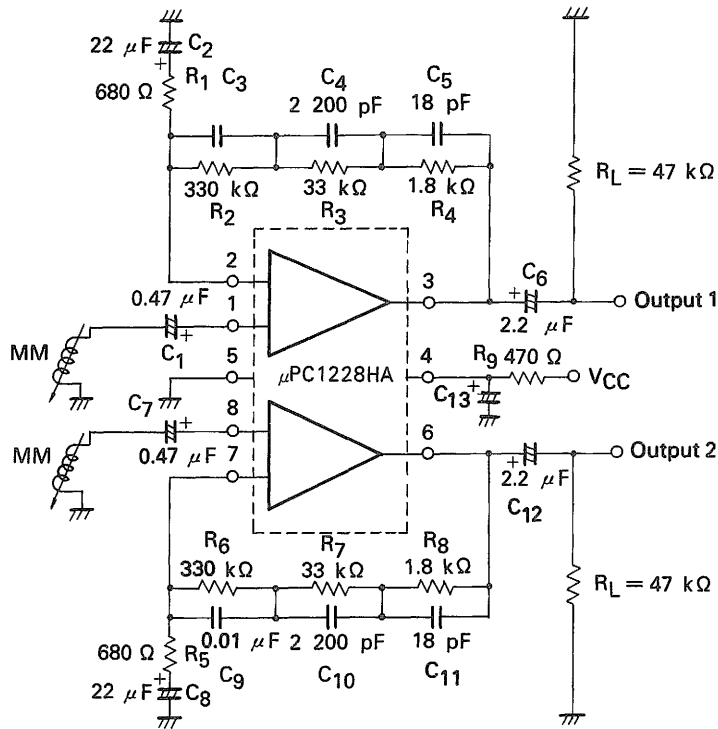 22 μF C2
680 Ω R1 C3
C4
2 200 pF
C5
18 pF
330 kΩ
R2
33 kΩ
R3
1.8 kΩ
R4
RL = 47 kΩ
2
3
C6
2.2 μF
Output 1
0.47 μF
1
MM
C1
5
μPC1228HA
4
R9 470 Ω
VCC
C13
C7
8
MM
0.47 μF
7
6
Output 2
2.2 μF
C12
R6
330 kΩ
R7
33 kΩ
R8
1.8 kΩ
RL = 47 kΩ
0.01 μF
C9
2 200 pF
C10
18 pF
C11
680 Ω R5
22 μF C8